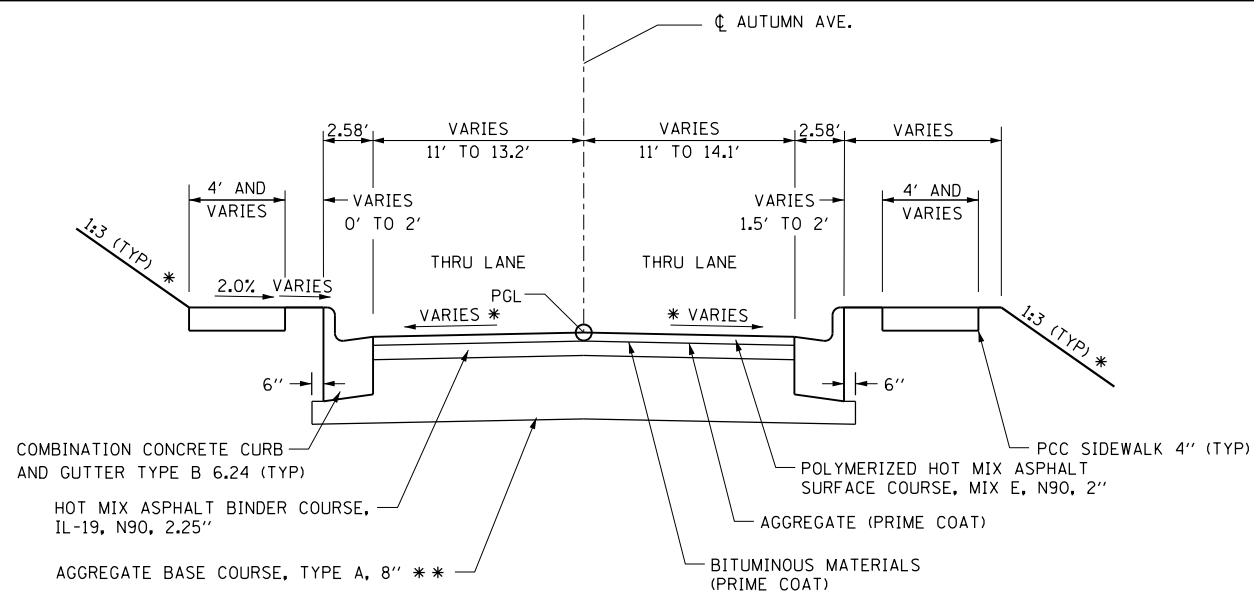 ℄ AUTUMN AVE.
2.58'
VARIES
11' TO 13.2'
VARIES
11' TO 14.1'
2.58'
VARIES
4' AND
VARIES
VARIES
0' TO 2'
VARIES
1.5' TO 2'
4' AND
VARIES
1:3 (TYP) *
2.0%
VARIES
THRU LANE
THRU LANE
PGL
VARIES *
* VARIES
1:3 (TYP) *
6''
6''
COMBINATION CONCRETE CURB
AND GUTTER TYPE B 6.24 (TYP)
PCC SIDEWALK 4'' (TYP)
POLYMERIZED HOT MIX ASPHALT
SURFACE COURSE, MIX E, N90, 2''
HOT MIX ASPHALT BINDER COURSE,
IL-19, N90, 2.25''
AGGREGATE (PRIME COAT)
AGGREGATE BASE COURSE, TYPE A, 8'' * *
BITUMINOUS MATERIALS
(PRIME COAT)